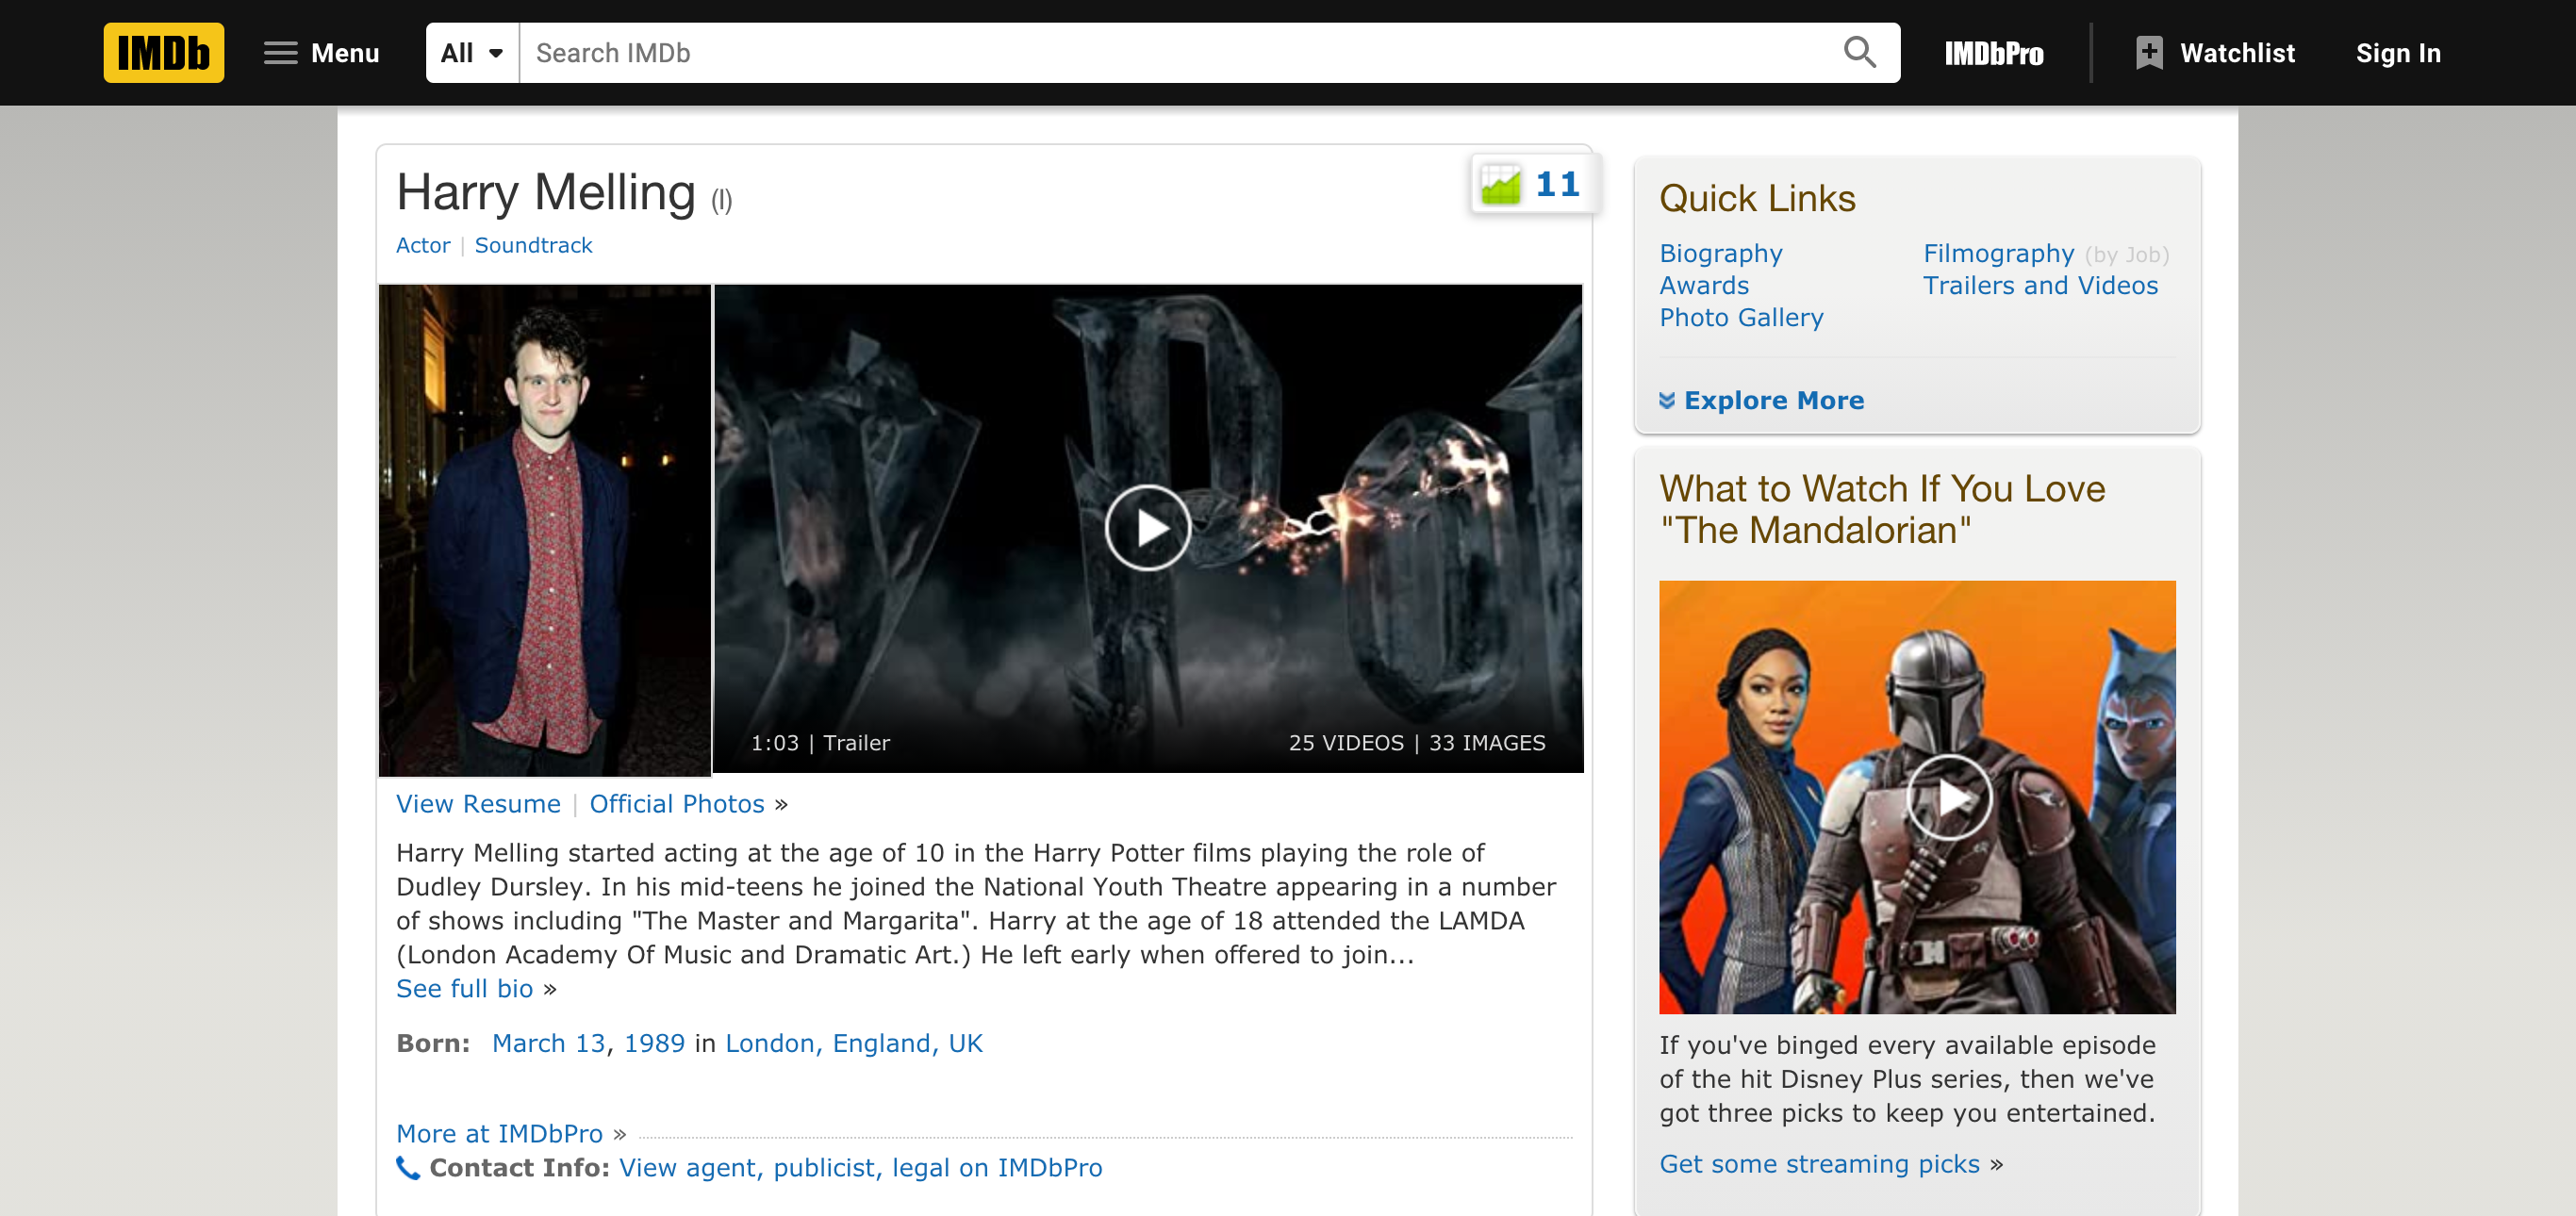 IMDb
Menu
All
Search IMDb
IMDbPro
Watchlist
Sign In
Harry Melling (I)
11
Actor | Soundtrack
1:03 | Trailer
25 VIDEOS | 33 IMAGES
View Resume | Official Photos »
Harry Melling started acting at the age of 10 in the Harry Potter films playing the role of
Dudley Dursley. In his mid-teens he joined the National Youth Theatre appearing in a number
of shows including "The Master and Margarita". Harry at the age of 18 attended the LAMDA
(London Academy Of Music and Dramatic Art.) He left early when offered to join...
See full bio »
Born: March 13, 1989 in London, England, UK
More at IMDbPro »
Contact Info: View agent, publicist, legal on IMDbPro
Quick Links
Biography
Filmography (by Job)
Awards
Trailers and Videos
Photo Gallery
Explore More
What to Watch If You Love
"The Mandalorian"
If you've binged every available episode
of the hit Disney Plus series, then we've
got three picks to keep you entertained.
Get some streaming picks »